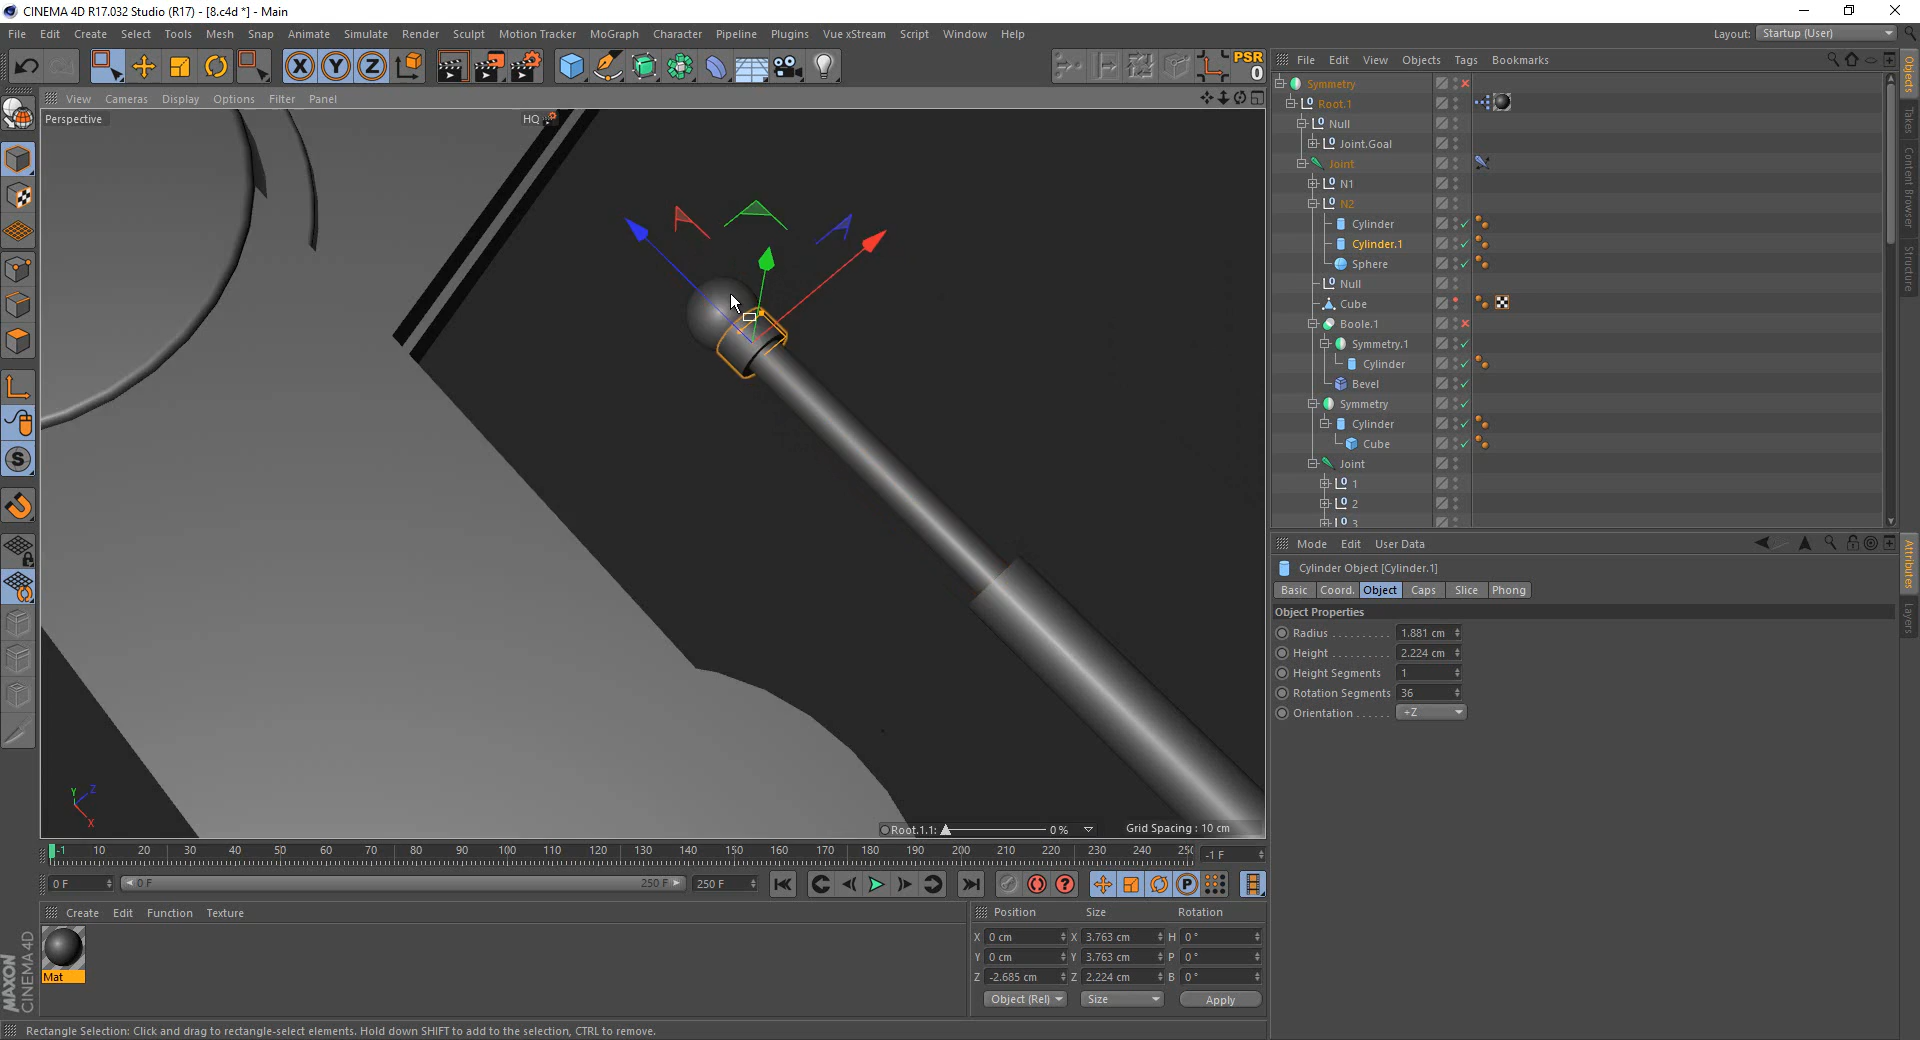 CINEMA 4D R17.032 Studio (R17) - [8.c4d *] - Main
File Edit Create Select Tools Mesh Snap Animate Simulate Render Sculpt Motion Tracker MoGraph Character Pipeline Plugins Vue xStream Script Window Help
Layout: Startup (User)
X Y Z
PSR
0
File Edit View Objects Tags Bookmarks
View Cameras Display Options Filter Panel
Perspective
HQ
Symmetry
Root.1
Null
Joint.Goal
Joint
N1
N2
Cylinder
Cylinder.1
Sphere
Null
Cube
Boole.1
Symmetry.1
Cylinder
Bevel
Symmetry
Cylinder
Cube
Joint
1
2
3
Objects
Takes
Content Browser
Structure
Mode Edit User Data
Cylinder Object [Cylinder.1]
Basic Coord. Object Caps Slice Phong
Object Properties
Radius . . . . . . . . . . 1.881 cm
Height . . . . . . . . . . 2.224 cm
Height Segments 1
Rotation Segments 36
Orientation . . . . . . +Z
Attributes
Layers
S
Y Z
X
Root.1.1: 0 %
Grid Spacing : 10 cm
-1 10 20 30 40 50 60 70 80 90 100 110 120 130 140 150 160 170 180 190 200 210 220 230 240 25
-1 F
0 F 0 F 250 F 250 F
P
Create Edit Function Texture
Mat
Position Size Rotation
X 0 cm X 3.763 cm H 0 °
Y 0 cm Y 3.763 cm P 0 °
Z -2.685 cm Z 2.224 cm B 0 °
Object (Rel) Size Apply
MAXON
CINEMA 4D
Rectangle Selection: Click and drag to rectangle-select elements. Hold down SHIFT to add to the selection, CTRL to remove.